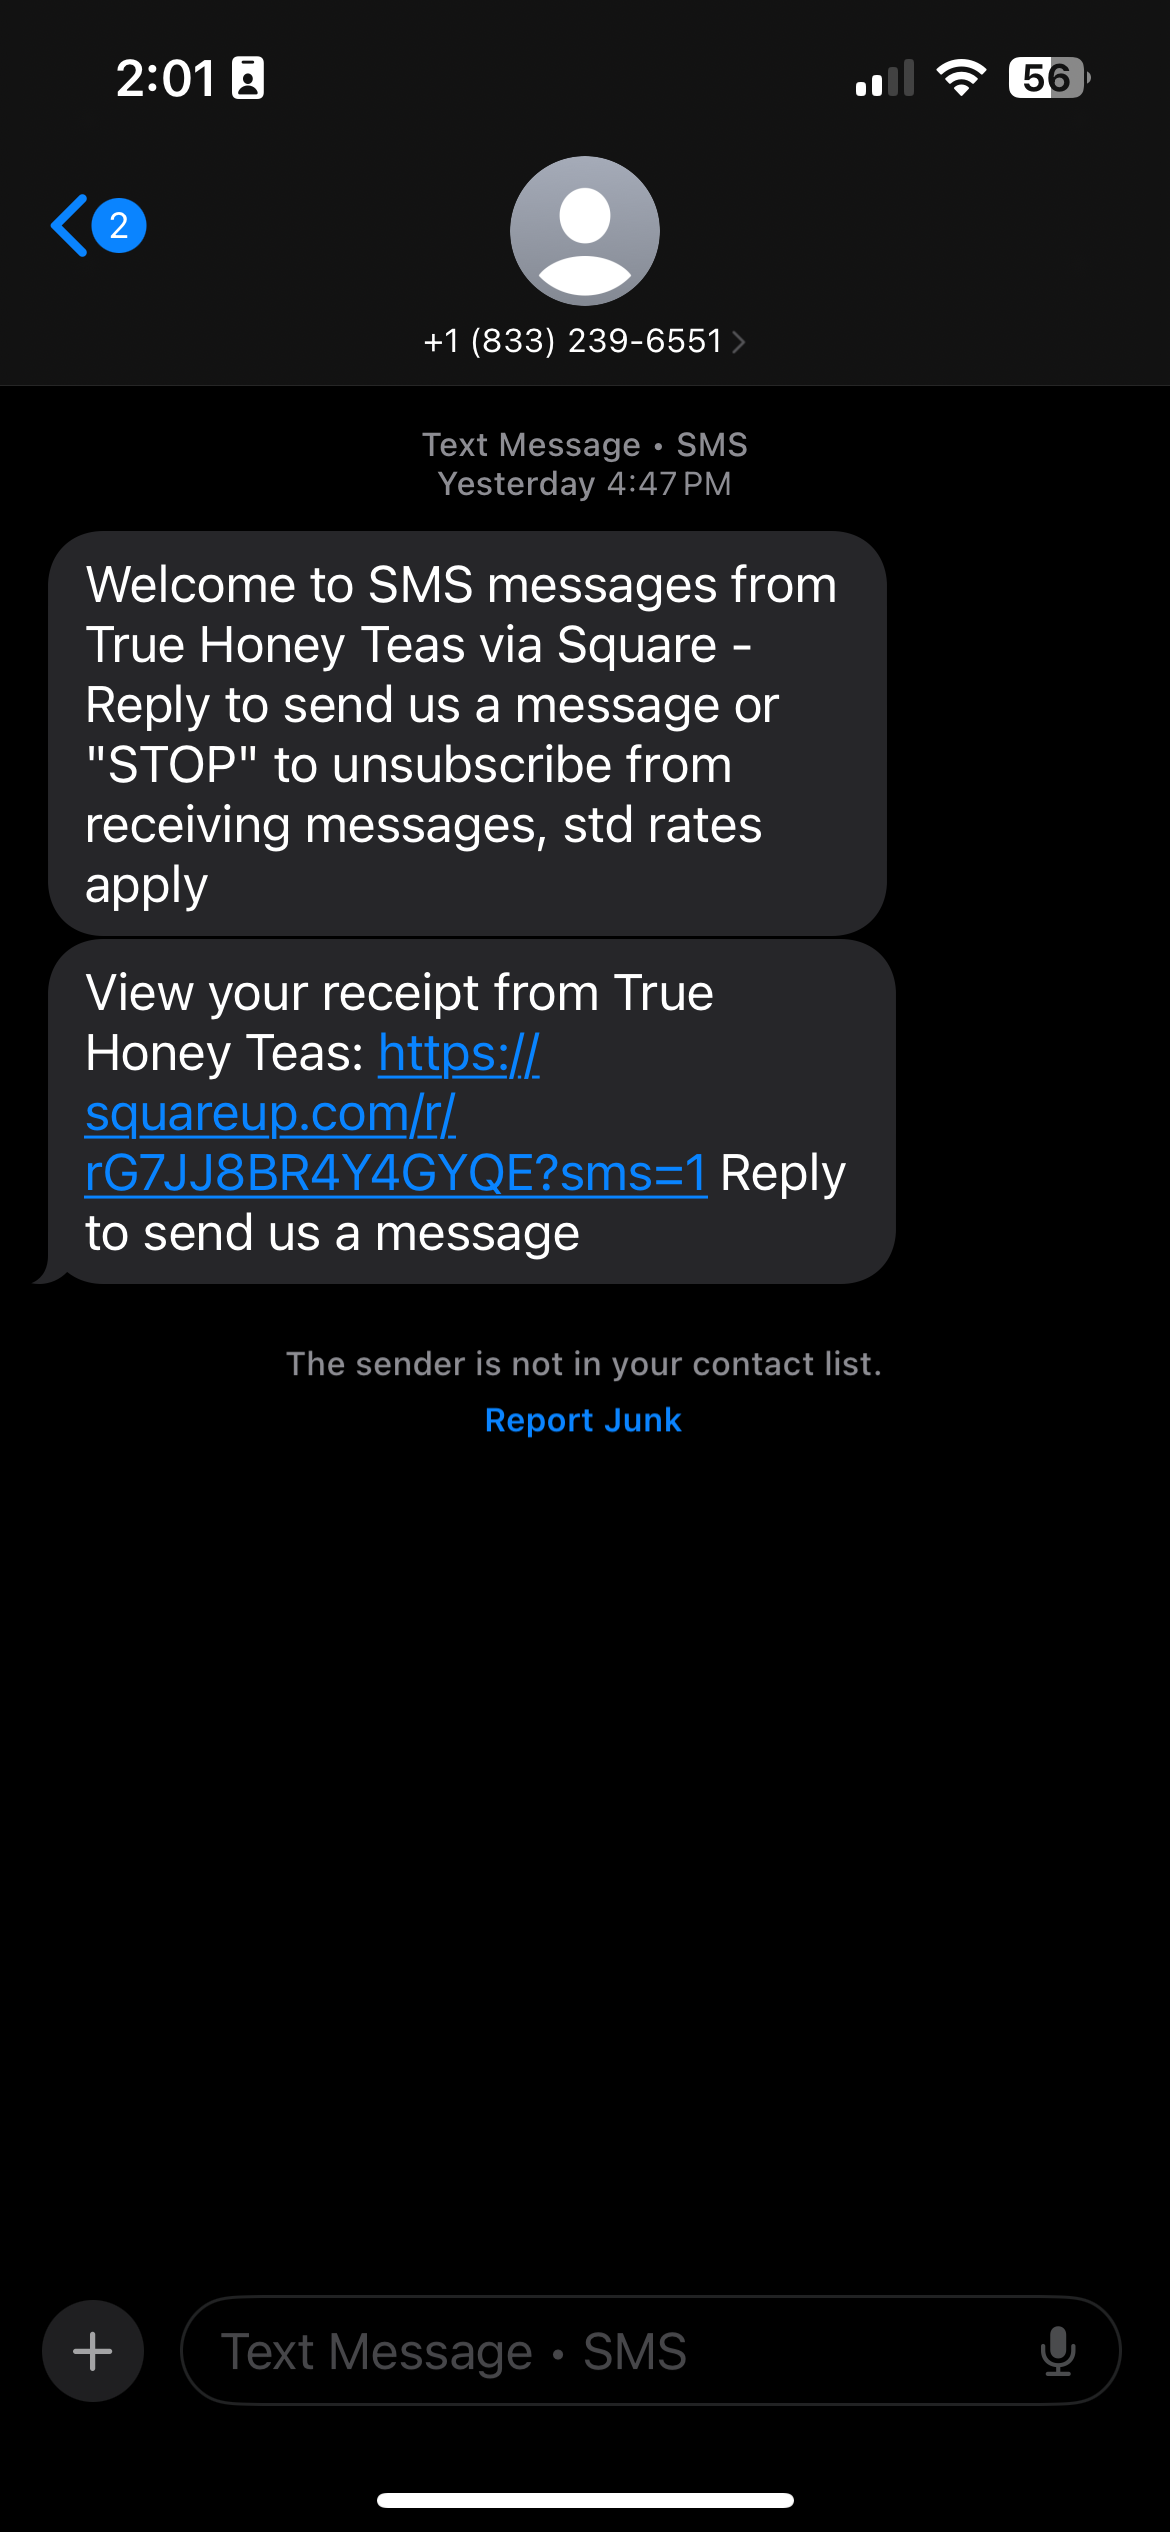 2:01
56
2
+1 (833) 239-6551
Text Message • SMS
Yesterday 4:47 PM
Welcome to SMS messages from
True Honey Teas via Square -
Reply to send us a message or
"STOP" to unsubscribe from
receiving messages, std rates
apply
View your receipt from True
Honey Teas: https://
squareup.com/r/
rG7JJ8BR4Y4GYQE?sms=1 Reply
to send us a message
The sender is not in your contact list.
Report Junk
Text Message • SMS